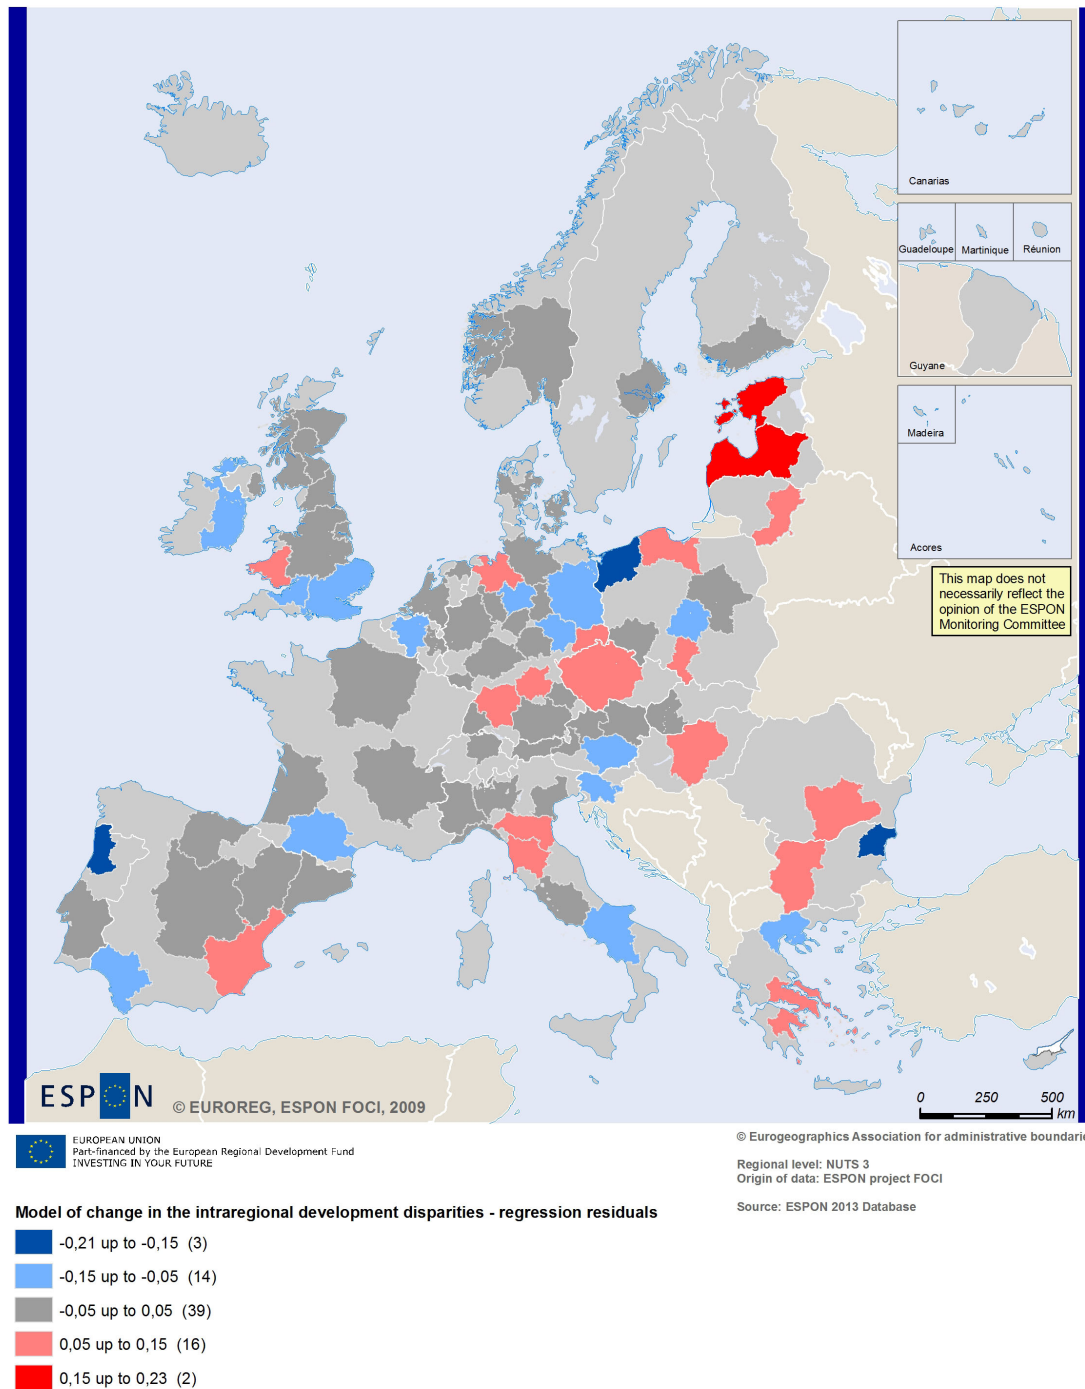 Canarias
Guadeloupe
Martinique
Réunion
Guyane
Madeira
Acores
This map does not
necessarily reflect the
opinion of the ESPON
Monitoring Committee
ESPON
© EUROREG, ESPON FOCI, 2009
0 250 500
km
EUROPEAN UNION
Part-financed by the European Regional Development Fund
INVESTING IN YOUR FUTURE
© Eurogeographics Association for administrative boundarie
Regional level: NUTS 3
Origin of data: ESPON project FOCI
Source: ESPON 2013 Database
Model of change in the intraregional development disparities - regression residuals
-0,21 up to -0,15 (3)
-0,15 up to -0,05 (14)
-0,05 up to 0,05 (39)
0,05 up to 0,15 (16)
0,15 up to 0,23 (2)